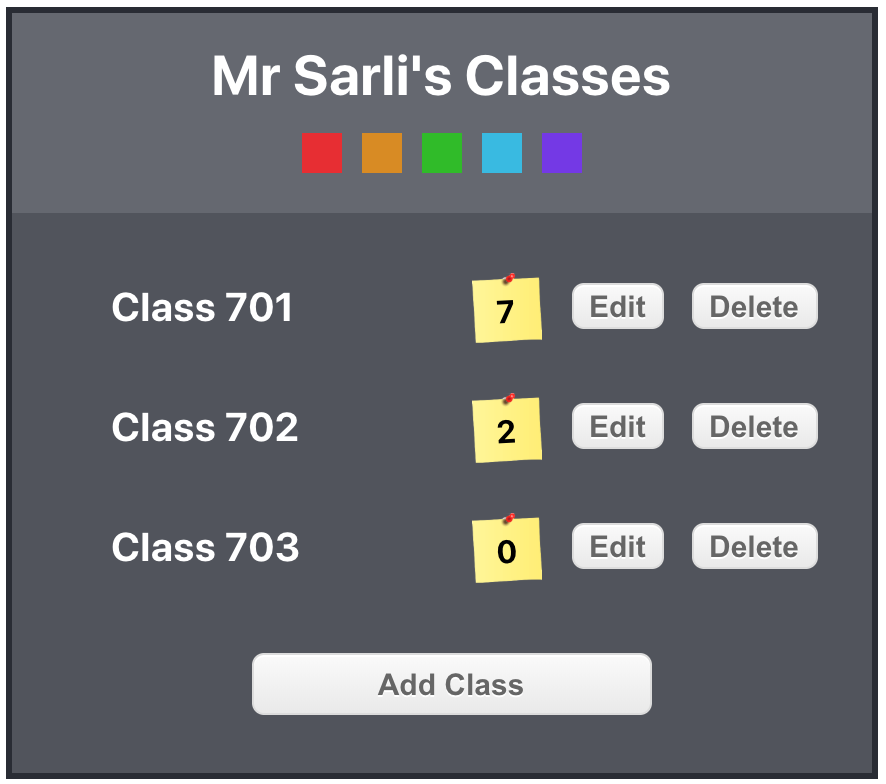 Mr Sarli's Classes
Class 701 7 Edit Delete
Class 702 2 Edit Delete
Class 703 0 Edit Delete
Add Class